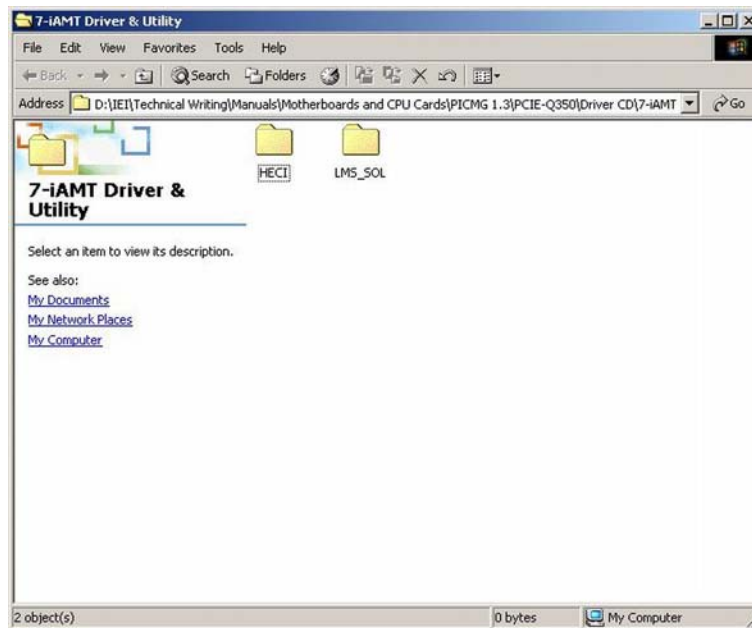 7-iAMT Driver & Utility
File Edit View Favorites Tools Help
Back Search Folders
Address D:\IEI\Technical Writing\Manuals\Motherboards and CPU Cards\PICMG 1.3\PCIE-Q350\Driver CD\7-iAMT Go
HECI LMS_SOL
7-iAMT Driver &
Utility
Select an item to view its description.
See also:
My Documents
My Network Places
My Computer
2 object(s) 0 bytes My Computer